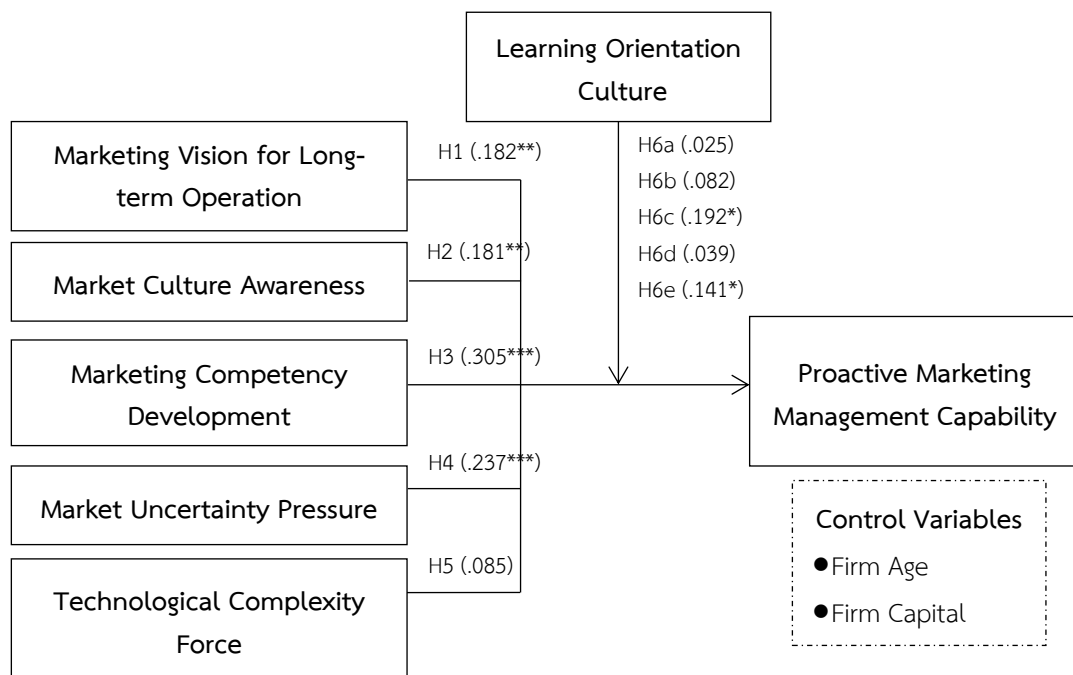 Learning Orientation
Culture
Marketing Vision for Long-
term Operation
H1 (.182**)
H6a (.025)
H6b (.082)
H6c (.192*)
H6d (.039)
H6e (.141*)
Market Culture Awareness
H2 (.181**)
Marketing Competency
Development
H3 (.305***)
Proactive Marketing
Management Capability
Market Uncertainty Pressure
H4 (.237***)
Technological Complexity
Force
H5 (.085)
Control Variables
●Firm Age
●Firm Capital